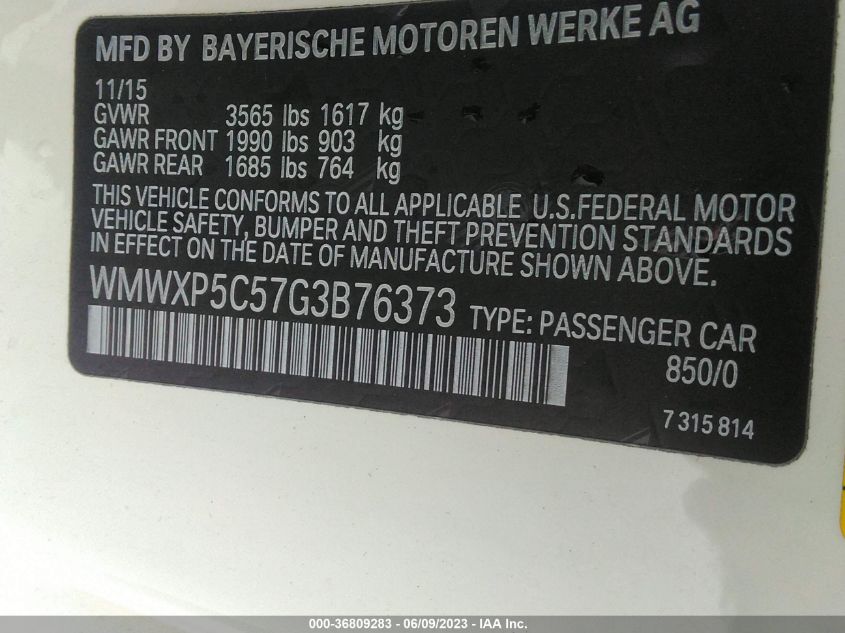 MFD BY BAYERISCHE MOTOREN WERKE AG
11/15
GVWR 3565 lbs 1617 kg
GAWR FRONT 1990 lbs 903 kg
GAWR REAR 1685 lbs 764 kg
THIS VEHICLE CONFORMS TO ALL APPLICABLE U.S.FEDERAL MOTOR
VEHICLE SAFETY, BUMPER AND THEFT PREVENTION STANDARDS
IN EFFECT ON THE DATE OF MANUFACTURE SHOWN ABOVE.
WMWXP5C57G3B76373 TYPE: PASSENGER CAR
850/0
7 315 814
000-36809283 - 06/09/2023 - IAA Inc.